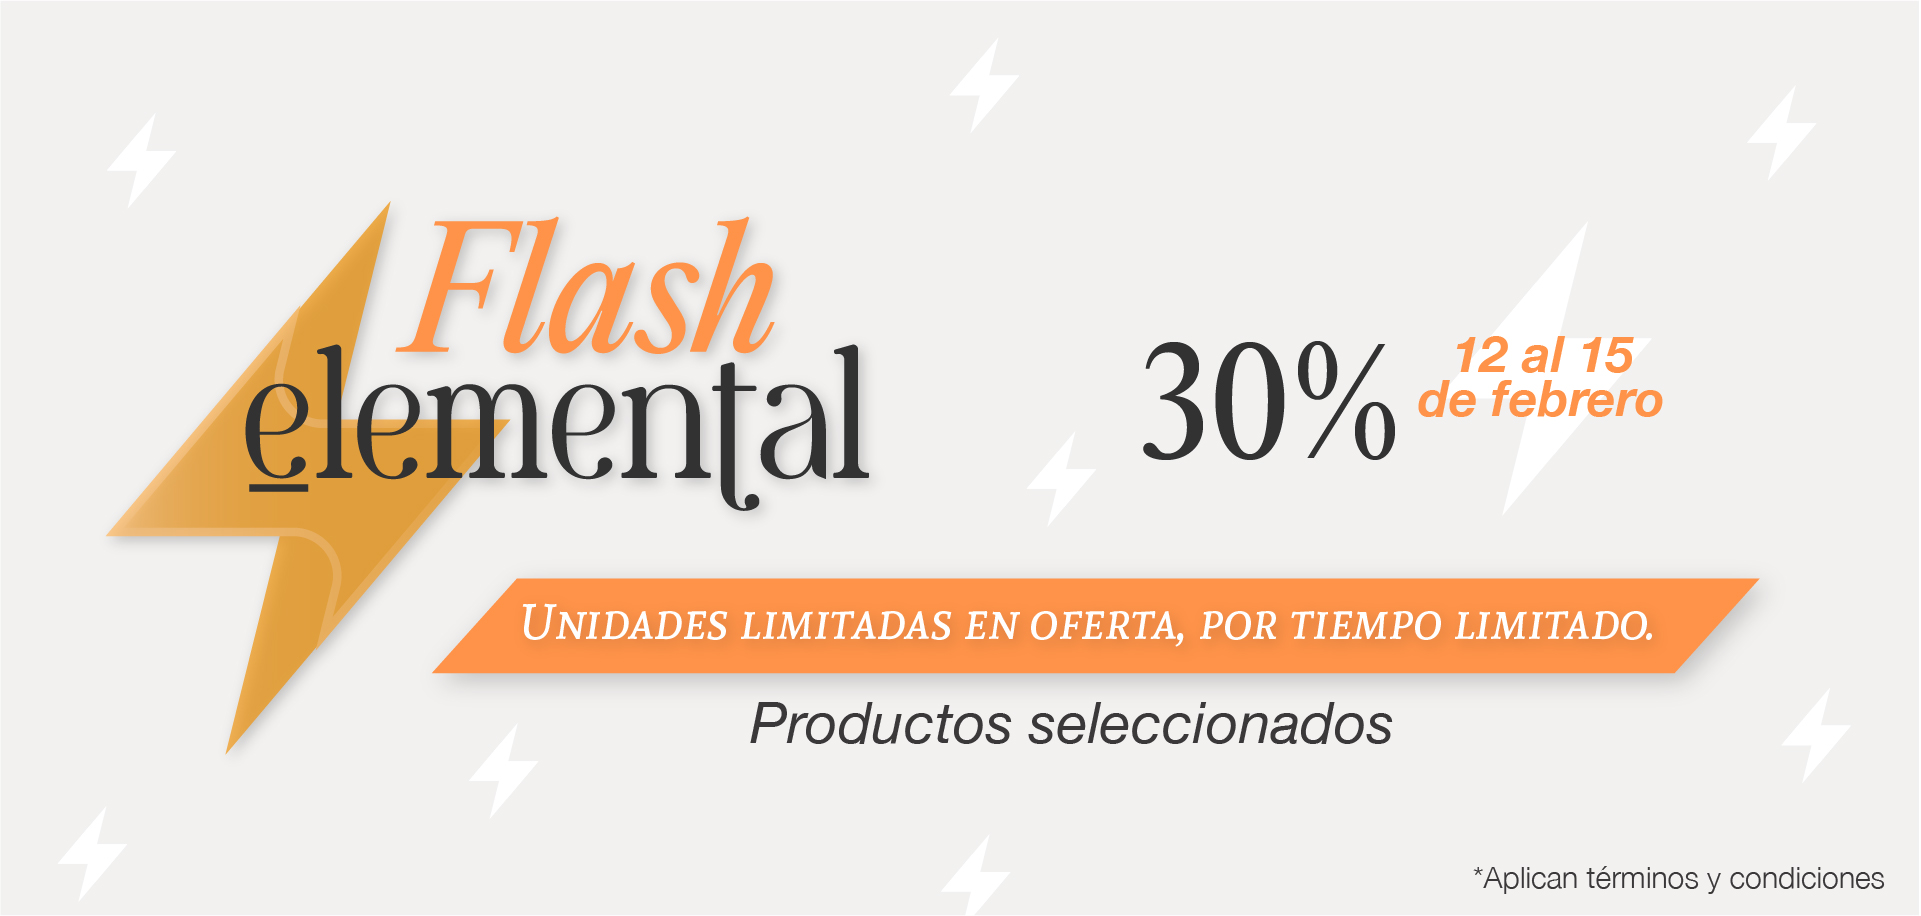 Flash
elemental
30%
12 al 15
de febrero
UNIDADES LIMITADAS EN OFERTA, POR TIEMPO LIMITADO.
Productos seleccionados
*Aplican términos y condiciones